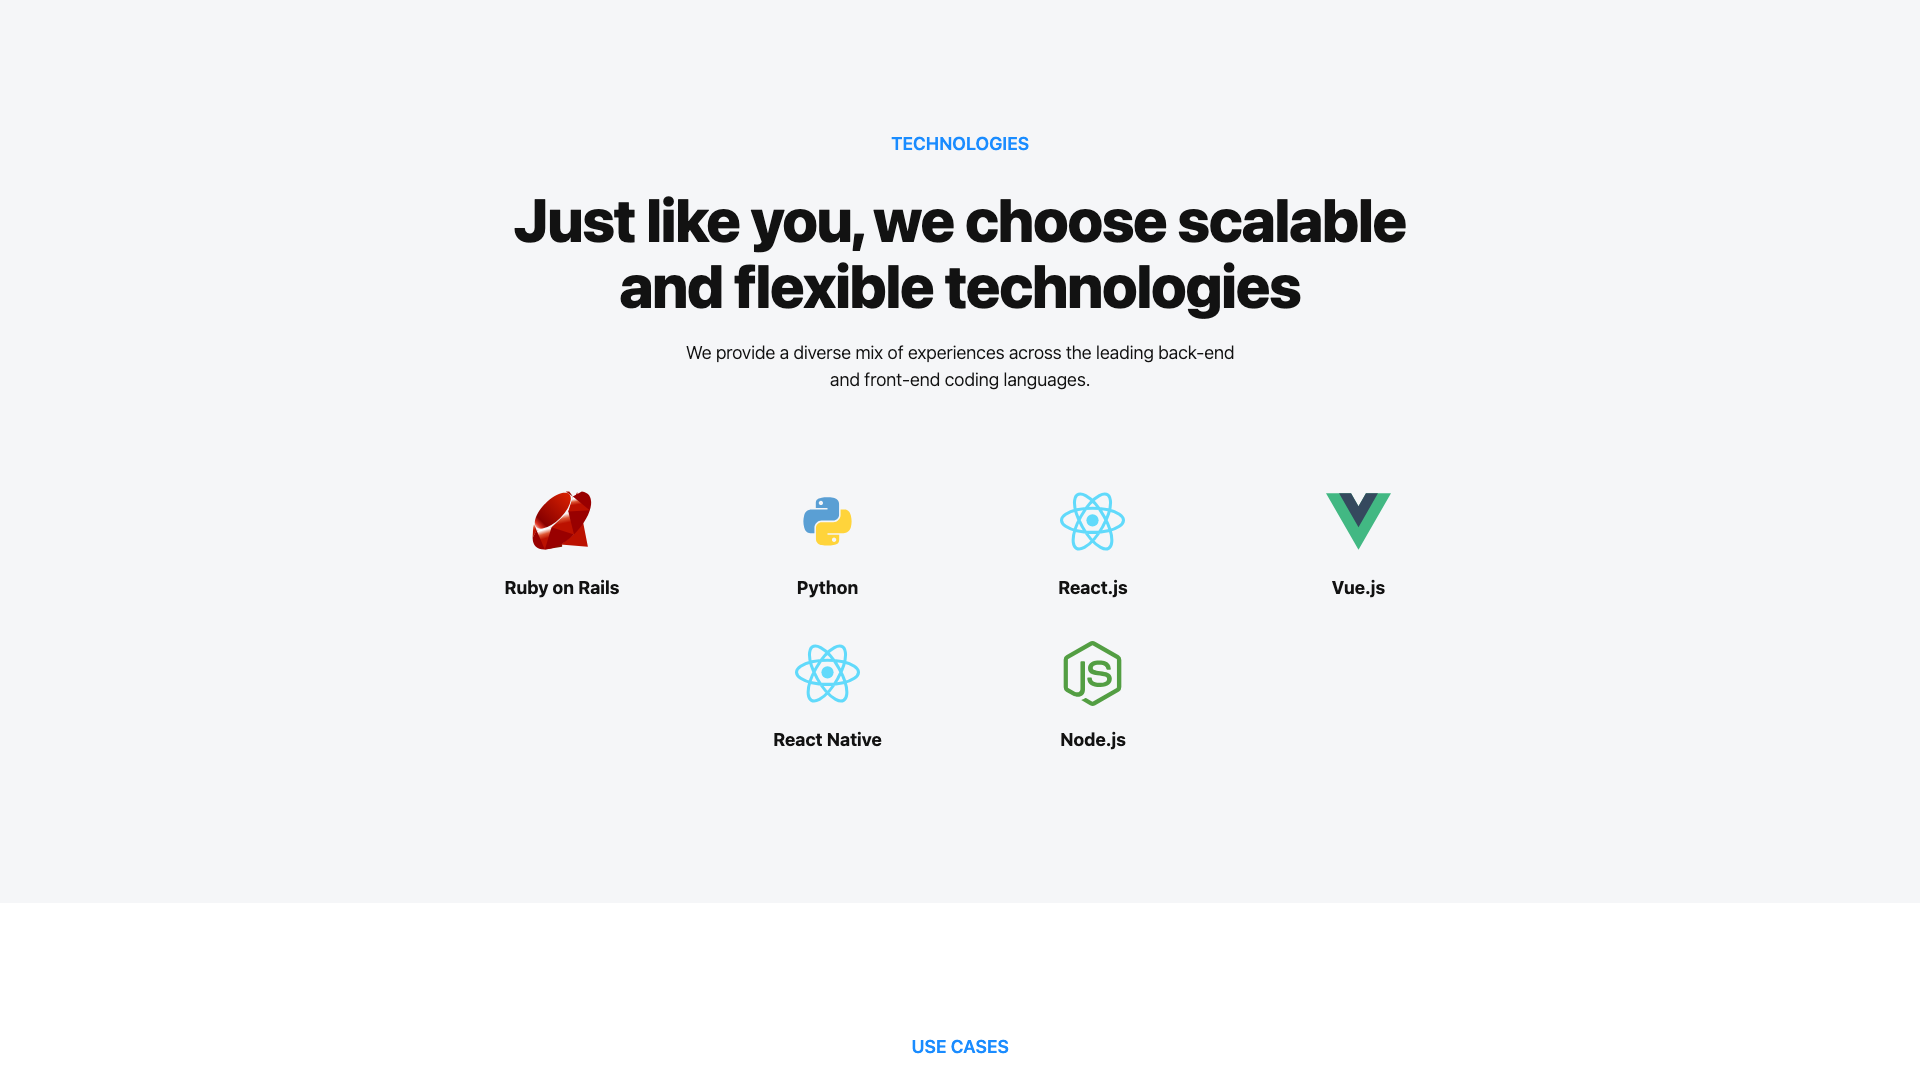 TECHNOLOGIES
Just like you, we choose scalable
and flexible technologies
We provide a diverse mix of experiences across the leading back-end
and front-end coding languages.
Ruby on Rails
Python
React.js
Vue.js
JS
React Native
Node.js
USE CASES